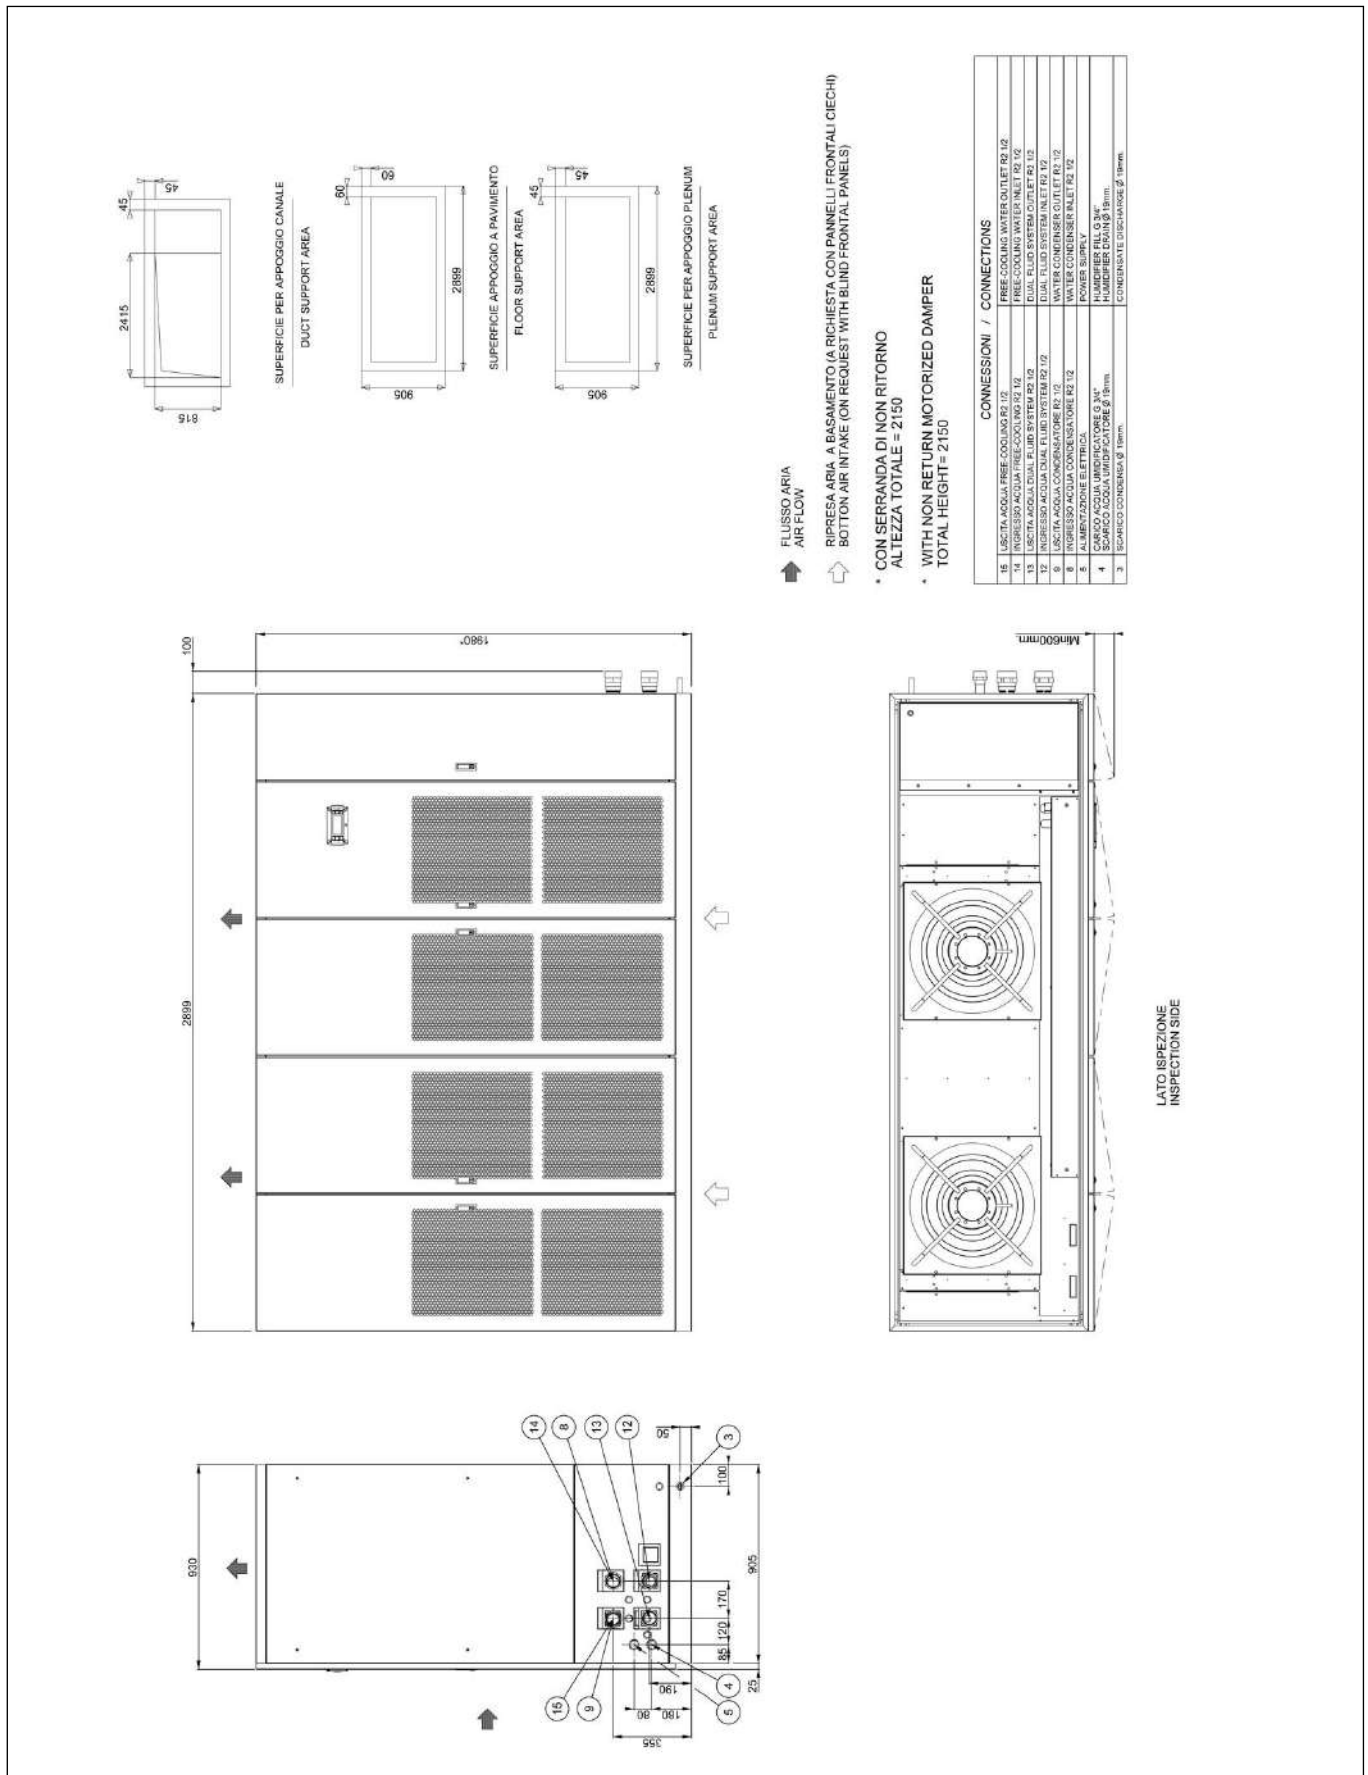 930
14
8
13
12
50
3
100
905
170
120
85
25
15
9
355
80
180
190
4
5
2899
100
1980*
2415
45
45
815
SUPERFICIE PER APPOGGIO CANALE
DUCT SUPPORT AREA
60
60
905
2899
SUPERFICIE APPOGGIO A PAVIMENTO
FLOOR SUPPORT AREA
45
45
905
2899
SUPERFICIE PER APPOGGIO PLENUM
PLENUM SUPPORT AREA
FLUSSO ARIA
AIR FLOW
RIPRESA ARIA A BASAMENTO (A RICHIESTA CON PANNELLI FRONTALI CIECHI)
BOTTON AIR INTAKE (ON REQUEST WITH BLIND FRONTAL PANELS)
* CON SERRANDA DI NON RITORNO
ALTEZZA TOTALE = 2150
* WITH NON RETURN MOTORIZED DAMPER
TOTAL HEIGHT= 2150
CONNESSIONI / CONNECTIONS
15 USCITA ACQUA FREE-COOLING R2 1/2 FREE-COOLING WATER OUTLET R2 1/2
14 INGRESSO ACQUA FREE-COOLING R2 1/2 FREE-COOLING WATER INLET R2 1/2
13 USCITA ACQUA DUAL FLUID SYSTEM R2 1/2 DUAL FLUID SYSTEM OUTLET R2 1/2
12 INGRESSO ACQUA DUAL FLUID SYSTEM R2 1/2 DUAL FLUID SYSTEM INLET R2 1/2
9 USCITA ACQUA CONDENSATORE R2 1/2 WATER CONDENSER OUTLET R2 1/2
8 INGRESSO ACQUA CONDENSATORE R2 1/2 WATER CONDENSER INLET R2 1/2
5 ALIMENTAZIONE ELETTRICA POWER SUPPLY
4 CARICO ACQUA UMIDIFICATORE G 3/4" HUMIDIFIER FILL G 3/4"
SCARICO ACQUA UMIDIFICATORE Ø 19mm. HUMIDIFIER DRAIN Ø 19mm.
3 SCARICO CONDENSA Ø 19mm. CONDENSATE DISCHARGE Ø 19mm.
Min600mm.
LATO ISPEZIONE
INSPECTION SIDE